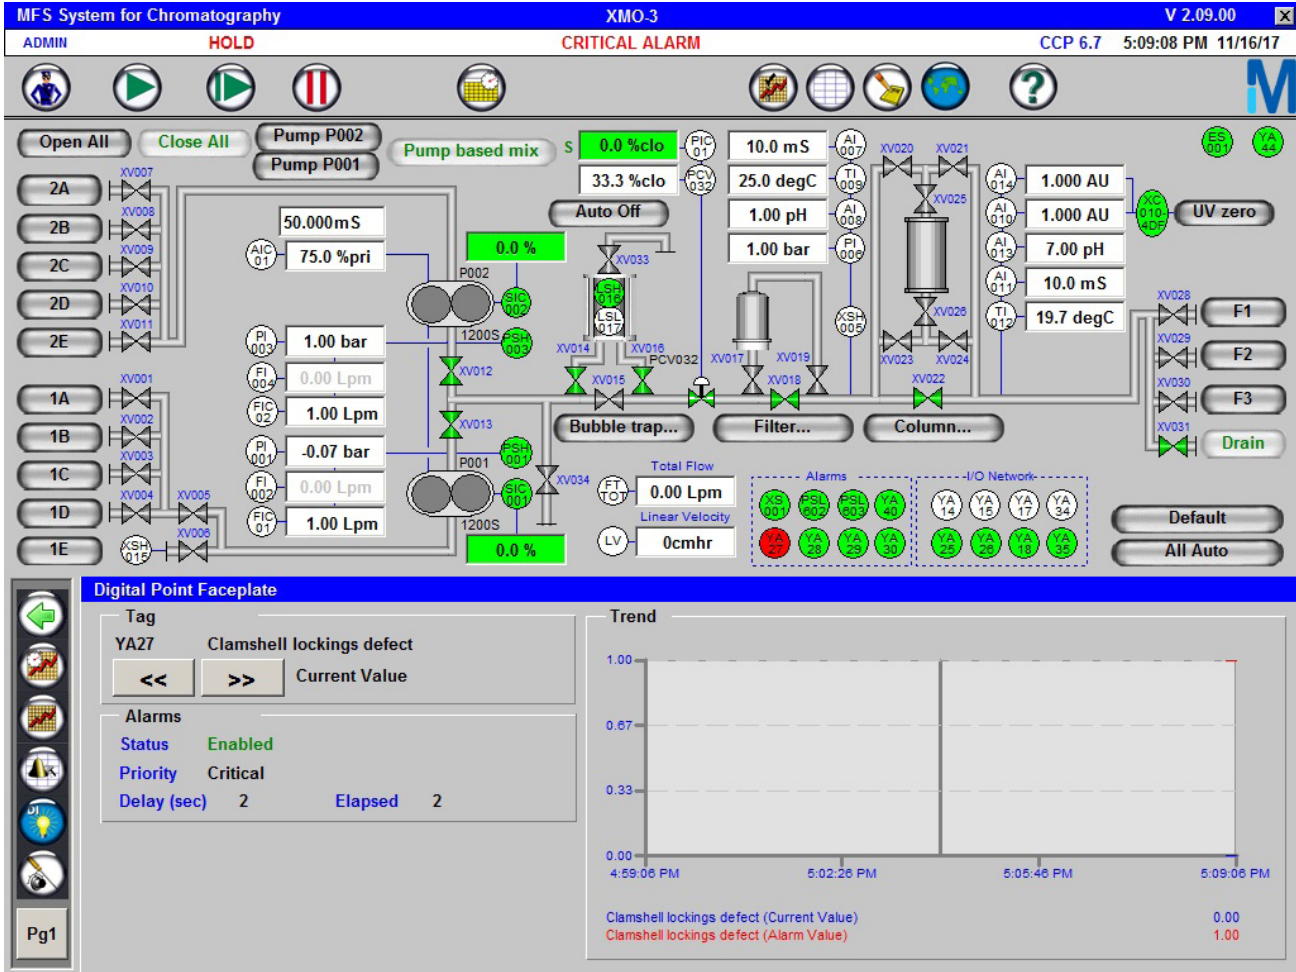 MFS System for Chromatography XMO-3 V 2.09.00 X
ADMIN HOLD CRITICAL ALARM CCP 6.7 5:09:08 PM 11/16/17
?
M
Open All Close All Pump P002 Pump based mix S 0.0 %clo PIC 01 10.0 mS AI 007 ES 001 YA 44
Pump P001
XV007 XV020 XV021
2A 33.3 %clo PCV 032 25.0 degC TI 009 AI 014 1.000 AU
XV025
XC 010-4DF
XV008
2B 50.000mS Auto Off 1.00 pH AI 008 AI 010 1.000 AU UV zero
XV009
2C AIC 01 75.0 %pri 0.0 % XV033 1.00 bar PI 006 AI 013 7.00 pH
P002
XV010
2D SIC 002 LSH 016 AI 011 10.0 mS
XV028
XV011
2E PI 003 1.00 bar 1200S PSH 003 LSL 017 XSH 005 XV026 TI 012 19.7 degC F1
XV029
XV014 XV016 PCV032 XV017 XV019 XV023 XV024 F2
FI 004 0.00 Lpm XV012 XV015 XV018 XV022
XV001 XV030
1A FIC 02 1.00 Lpm F3
XV002 XV013 XV031
1B Bubble trap... Filter... Column... Drain
PI 001 -0.07 bar PSH 001
XV003
1C P001 Total Flow Alarms I/O Network
XV004 XV005
FI 002 0.00 Lpm SIC 001 XV034 FT TOT 0.00 Lpm XS 001 PSL 602 PSL 603 YA 40 YA 14 YA 15 YA 17 YA 34
1D FIC 01 1.00 Lpm 1200S Linear Velocity Default
XV006
1E XSH 015 0.0 % LV 0cmhr YA 27 YA 28 YA 29 YA 30 YA 25 YA 26 YA 18 YA 35 All Auto
Digital Point Faceplate
Tag
YA27 Clamshell lockings defect
<< >> Current Value
Alarms
Status Enabled
Priority Critical
Delay (sec) 2 Elapsed 2
DI
Pg1
Trend
1.00
0.67
0.33
0.00
4:59:06 PM 5:02:26 PM 5:05:46 PM 5:09:06 PM
Clamshell lockings defect (Current Value) 0.00
Clamshell lockings defect (Alarm Value) 1.00